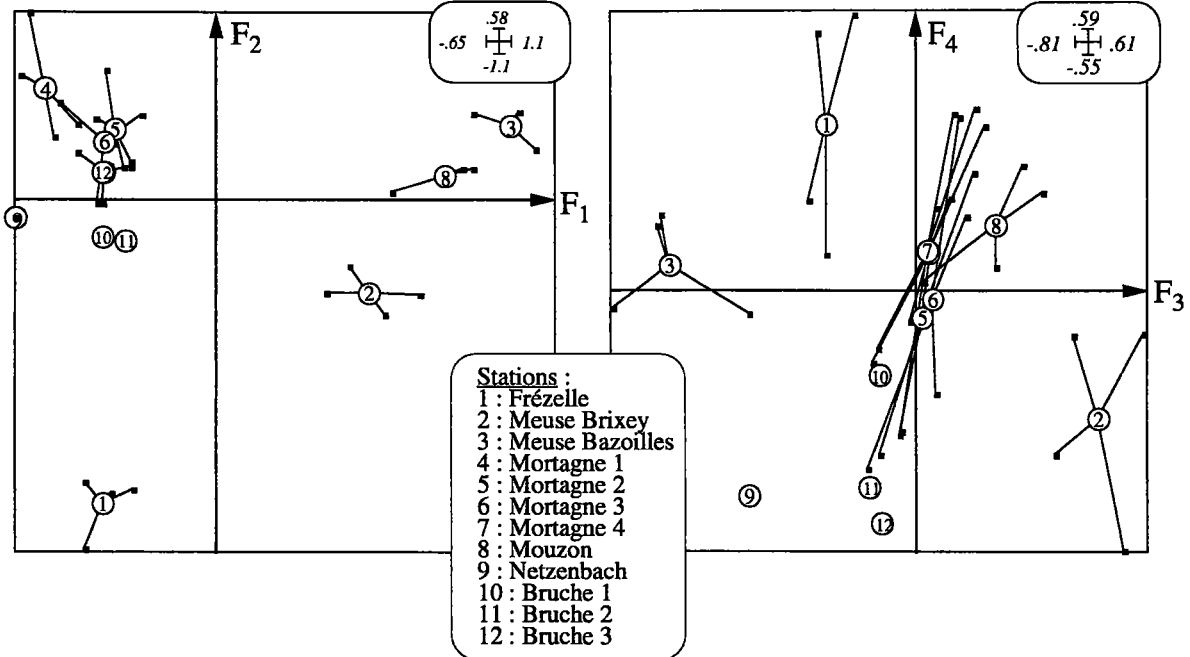 F2
.58
-.65 1.1
-1.1
4
5
6
12
3
8
F1
9
10 11
2
1
F4
.59
-.81 .61
-.55
1
8
3
7
F3
6
5
10
2
9
11
12
Stations :
1 : Frézelle
2 : Meuse Brixey
3 : Meuse Bazoilles
4 : Mortagne 1
5 : Mortagne 2
6 : Mortagne 3
7 : Mortagne 4
8 : Mouzon
9 : Netzenbach
10 : Bruche 1
11 : Bruche 2
12 : Bruche 3